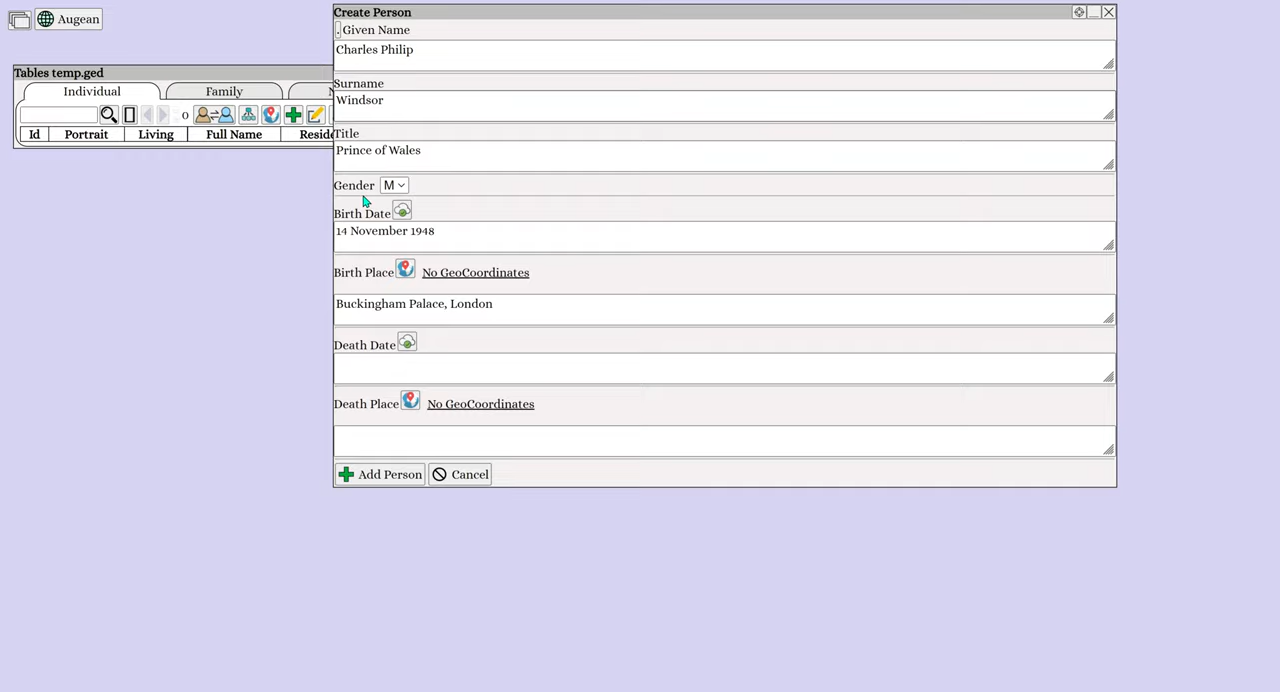 Augean
Create Person
. Given Name
Charles Philip
Surname
Windsor
Title
Prince of Wales
Gender M
Birth Date
14 November 1948
Birth Place No GeoCoordinates
Buckingham Palace, London
Death Date
Death Place No GeoCoordinates
Add Person Cancel
Tables temp.ged
Individual Family
0
Id Portrait Living Full Name